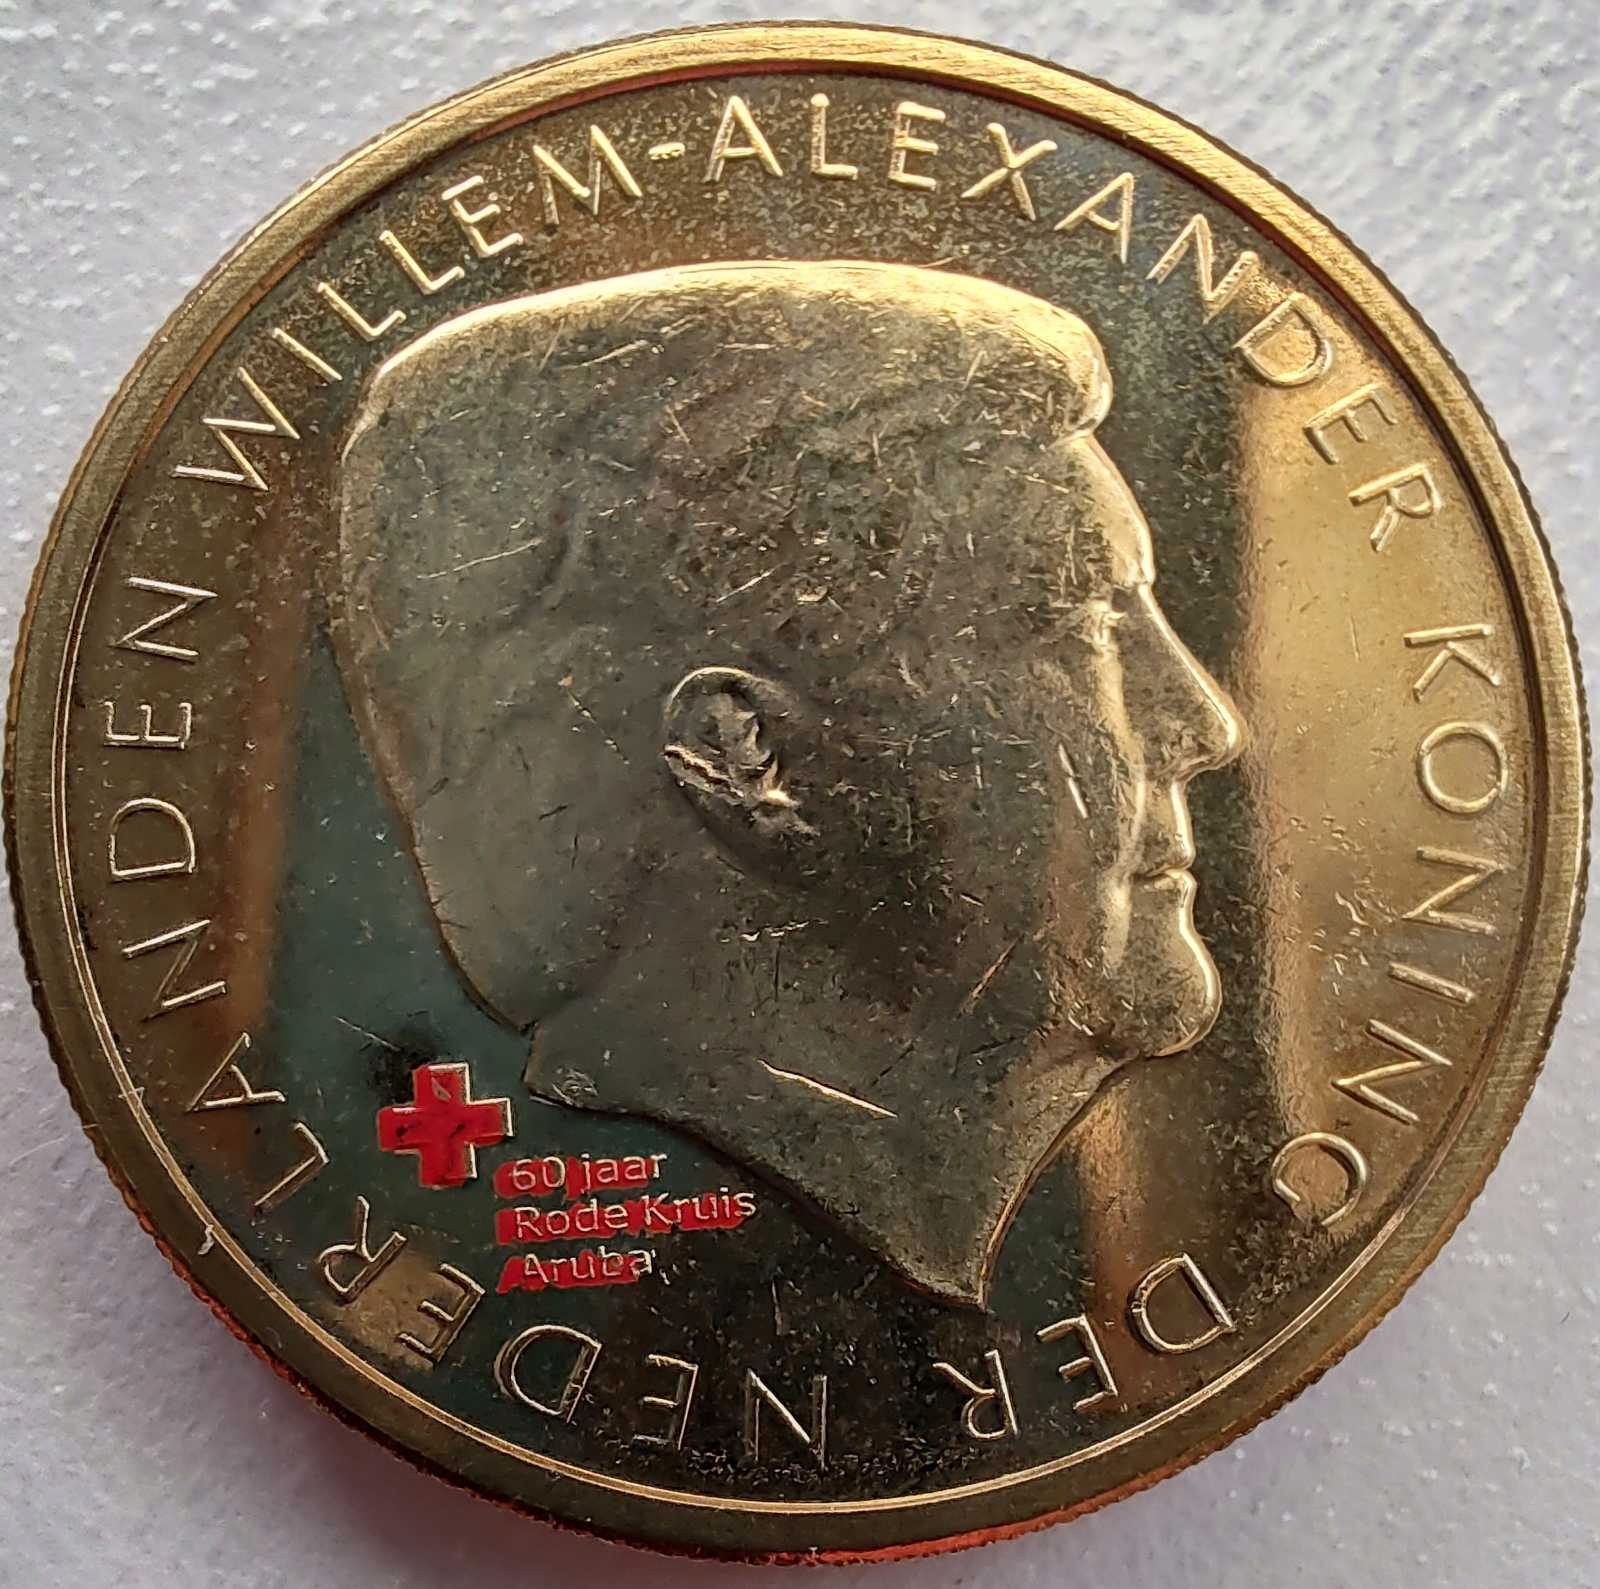 WILLEM-ALEXANDER KONING DER NEDERLANDEN
60 jaar
Rode Kruis
Aruba